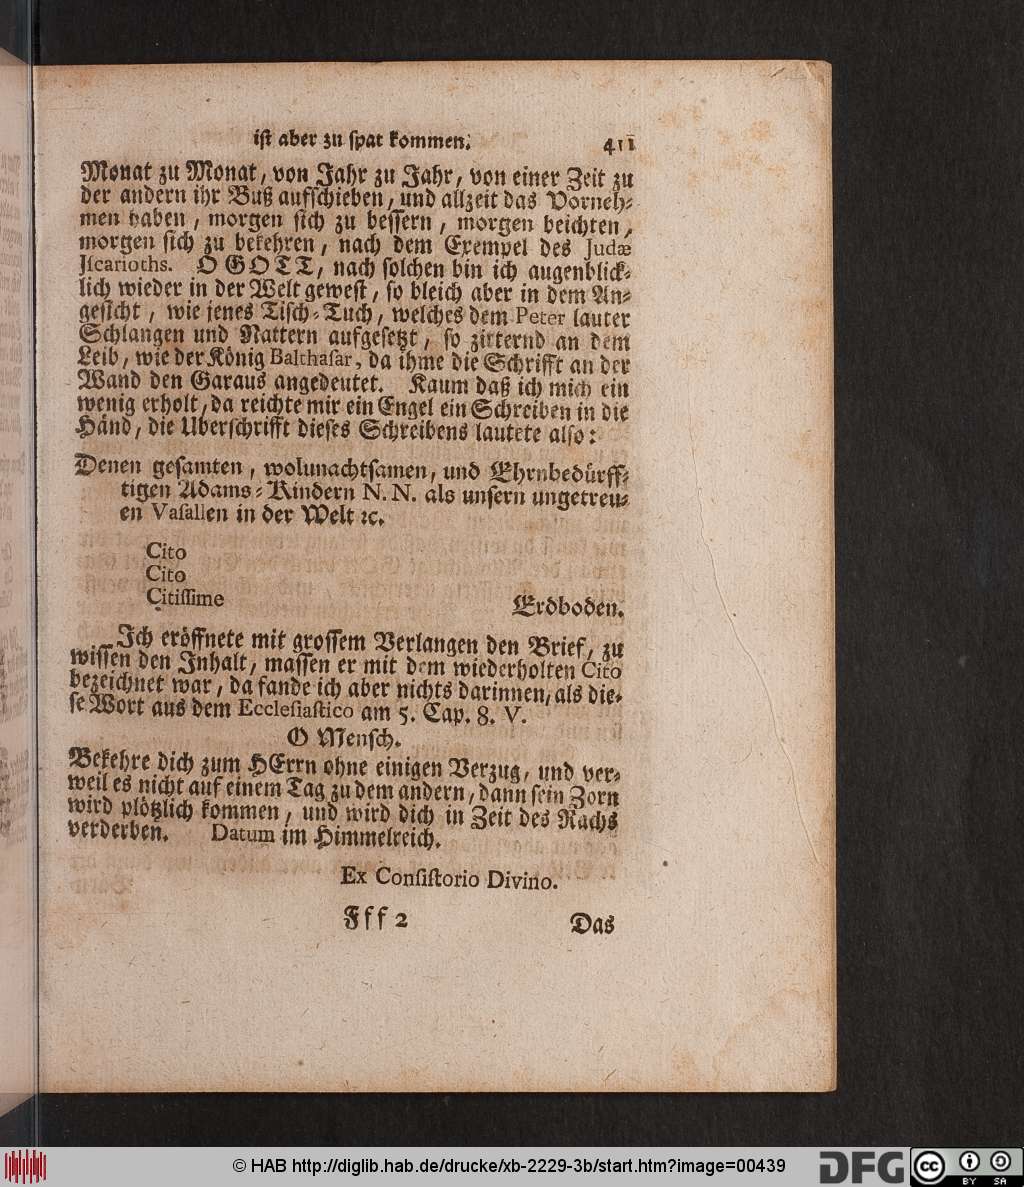 ist aber zu spat kommen. 411
Monat zu Monat, von Jahr zu Jahr, von einer Zeit zu
der andern ihr Buß aufschieben, und allzeit das Vorneh-
men haben, morgen sich zu bessern, morgen beichten,
morgen sich zu bekehren, nach dem Exempel des Judæ
Jscarioths. O GOTT, nach solchen bin ich augenblick-
lich wieder in der Welt gewest, so bleich aber in dem An-
gesicht, wie jenes Tisch-Tuch, welches dem Peter lauter
Schlangen und Nattern aufgesetzt, so zitternd an dem
Leib, wie der König Balthasar, da ihme die Schrifft an der
Wand den Garaus angedeutet. Kaum daß ich mich ein
wenig erholt, da reichte mir ein Engel ein Schreiben in die
Händ, die Uberschrifft dieses Schreibens lautete also:
Denen gesamten, wolunachtsamen, und Ehrnbedürff-
tigen Adams-Kindern N. N. als unsern ungetreu-
en Vasallen in der Welt ꝛc.
Cito
Cito
Citissime Erdboden.
Ich eröffnete mit grossem Verlangen den Brief, zu
wissen den Inhalt, massen er mit dem wiederholten Cito
bezeichnet war, da fande ich aber nichts darinnen, als die-
se Wort aus dem Ecclesiastico am 5. Cap. 8. V.
O Mensch.
Bekehre dich zum HErrn ohne einigen Verzug, und ver-
weil es nicht auf einem Tag zu dem andern, dann sein Zorn
wird plötzlich kommen, und wird dich in Zeit des Rachs
verderben. Datum im Himmelreich.
Ex Consistorio Divino.
Fff 2 Das
© HAB http://diglib.hab.de/drucke/xb-2229-3b/start.htm?image=00439
DFG
cc BY SA